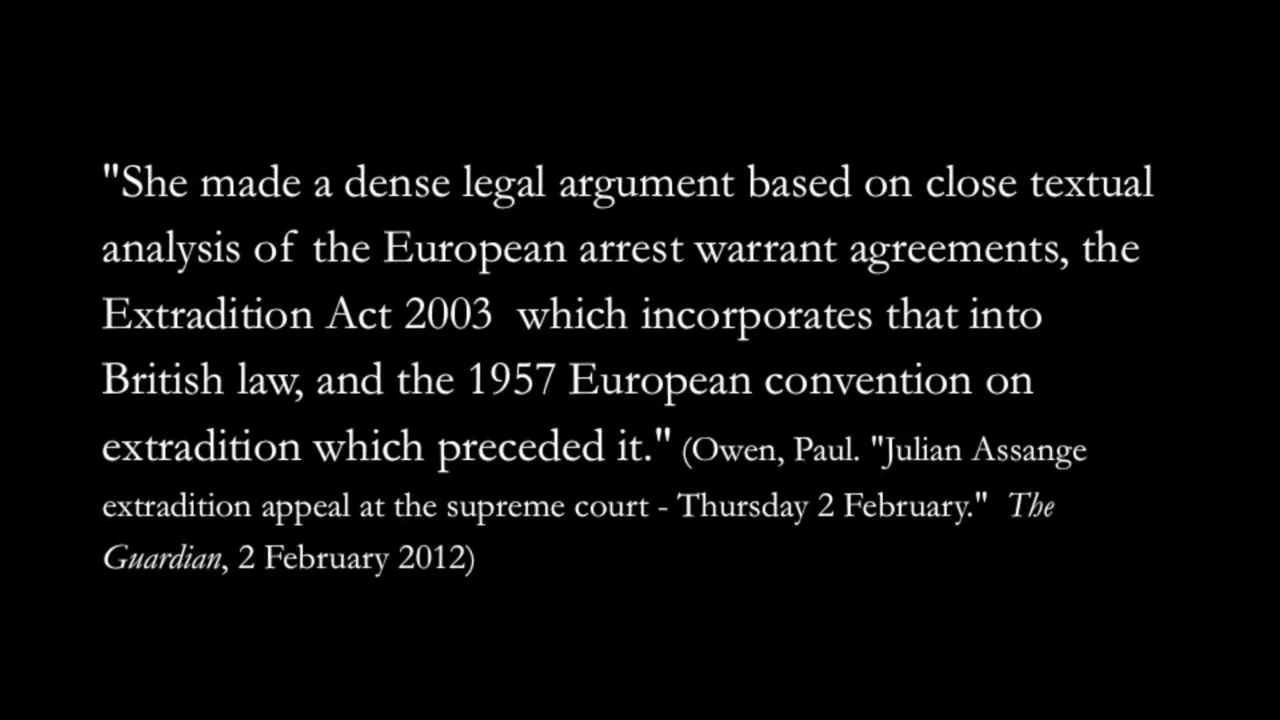 "She made a dense legal argument based on close textual
analysis of the European arrest warrant agreements, the
Extradition Act 2003  which incorporates that into
British law, and the 1957 European convention on
extradition which preceded it." (Owen, Paul. "Julian Assange
extradition appeal at the supreme court - Thursday 2 February."  The
Guardian, 2 February 2012)